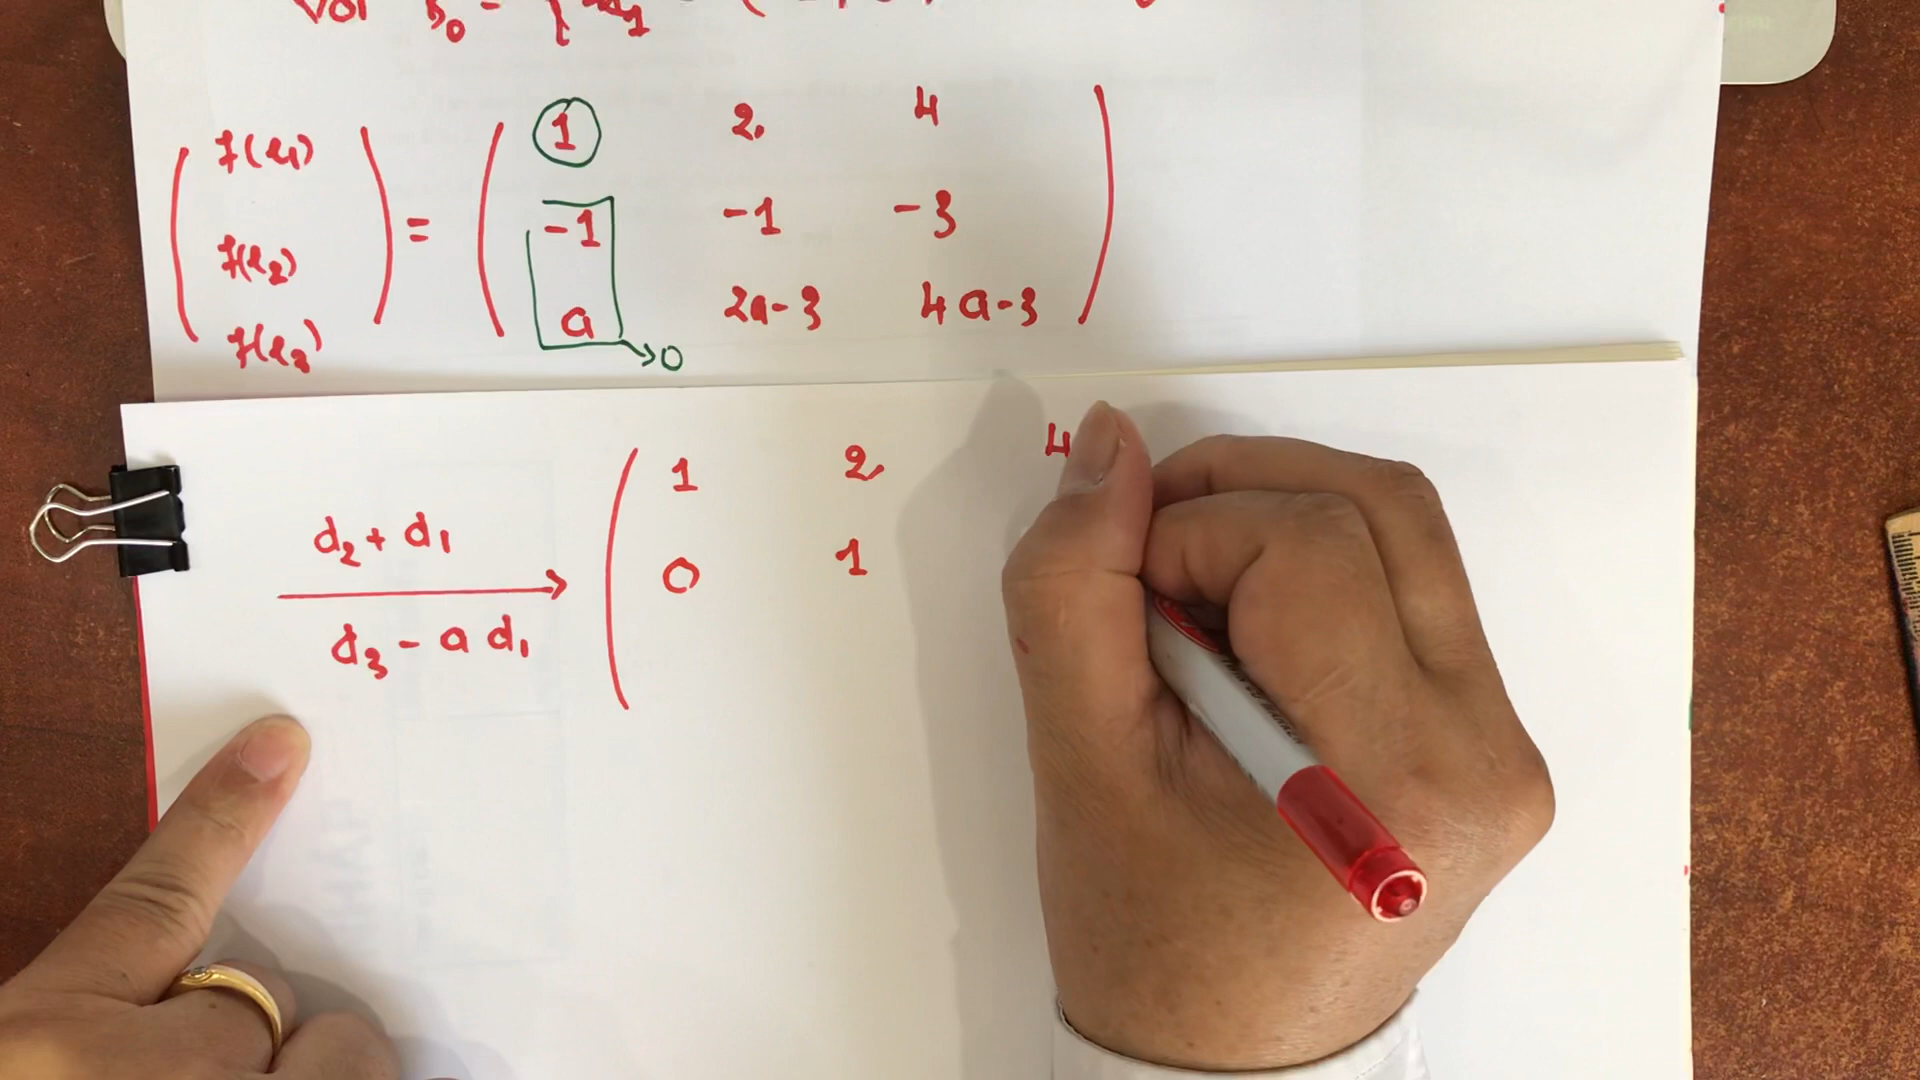 1 2 4
f(e₁)
-1 -1 -3
f(e₂) =
a 2a-3 4a-3
f(e₃)
→0
1 2 4
d₂ + d₁
0 1
d₃ - a d₁